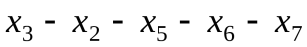 x₃ - x₂ - x₅ - x₆ - x₇